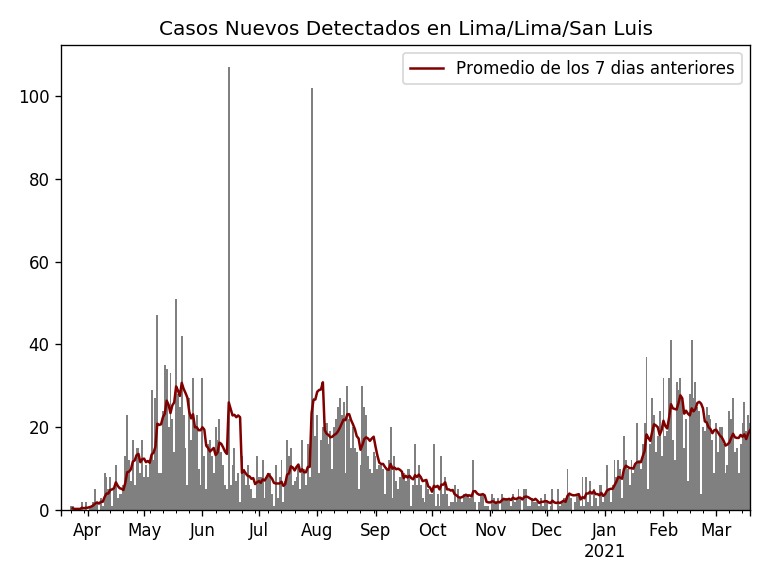 Casos Nuevos Detectados en Lima/Lima/San Luis
Promedio de los 7 dias anteriores
100
80
60
40
20
0
Apr May Jun Jul Aug Sep Oct Nov Dec Jan Feb Mar
2021